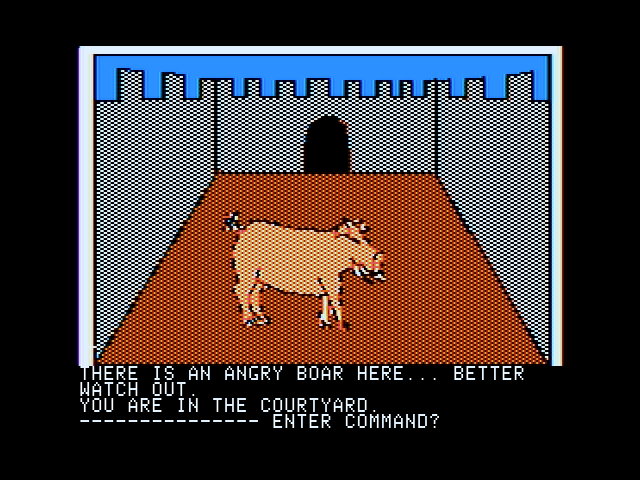 THERE IS AN ANGRY BOAR HERE... BETTER
WATCH OUT.
YOU ARE IN THE COURTYARD.
--------------- ENTER COMMAND?